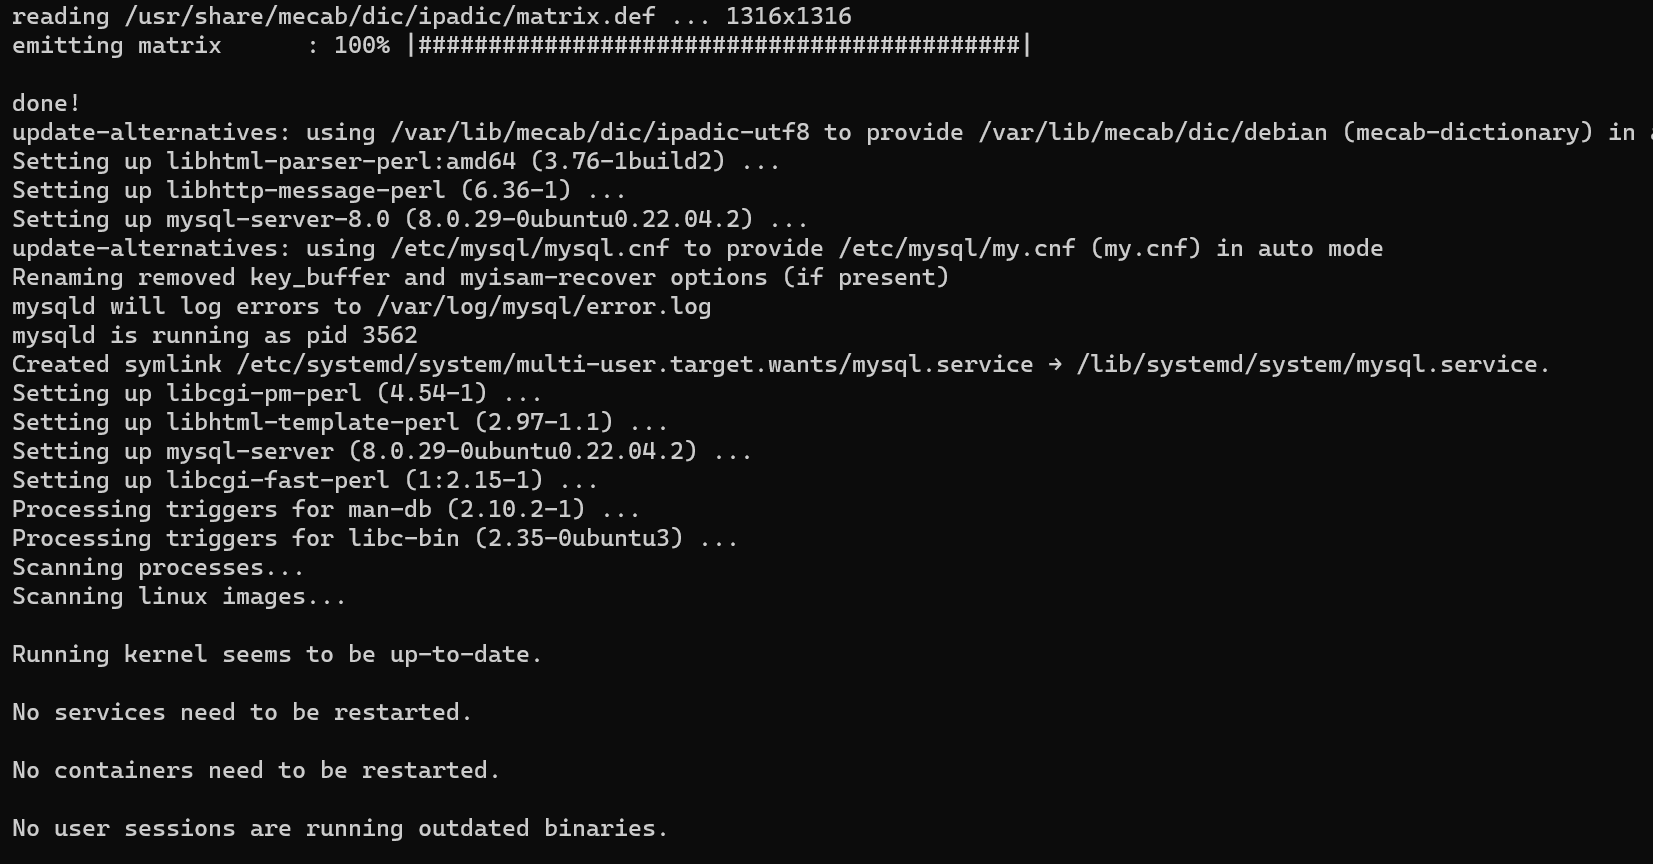 reading /usr/share/mecab/dic/ipadic/matrix.def ... 1316x1316
emitting matrix      : 100% |###########################################|
done!
update-alternatives: using /var/lib/mecab/dic/ipadic-utf8 to provide /var/lib/mecab/dic/debian (mecab-dictionary) in
Setting up libhtml-parser-perl:amd64 (3.76-1build2) ...
Setting up libhttp-message-perl (6.36-1) ...
Setting up mysql-server-8.0 (8.0.29-0ubuntu0.22.04.2) ...
update-alternatives: using /etc/mysql/mysql.cnf to provide /etc/mysql/my.cnf (my.cnf) in auto mode
Renaming removed key_buffer and myisam-recover options (if present)
mysqld will log errors to /var/log/mysql/error.log
mysqld is running as pid 3562
Created symlink /etc/systemd/system/multi-user.target.wants/mysql.service → /lib/systemd/system/mysql.service.
Setting up libcgi-pm-perl (4.54-1) ...
Setting up libhtml-template-perl (2.97-1.1) ...
Setting up mysql-server (8.0.29-0ubuntu0.22.04.2) ...
Setting up libcgi-fast-perl (1:2.15-1) ...
Processing triggers for man-db (2.10.2-1) ...
Processing triggers for libc-bin (2.35-0ubuntu3) ...
Scanning processes...
Scanning linux images...
Running kernel seems to be up-to-date.
No services need to be restarted.
No containers need to be restarted.
No user sessions are running outdated binaries.